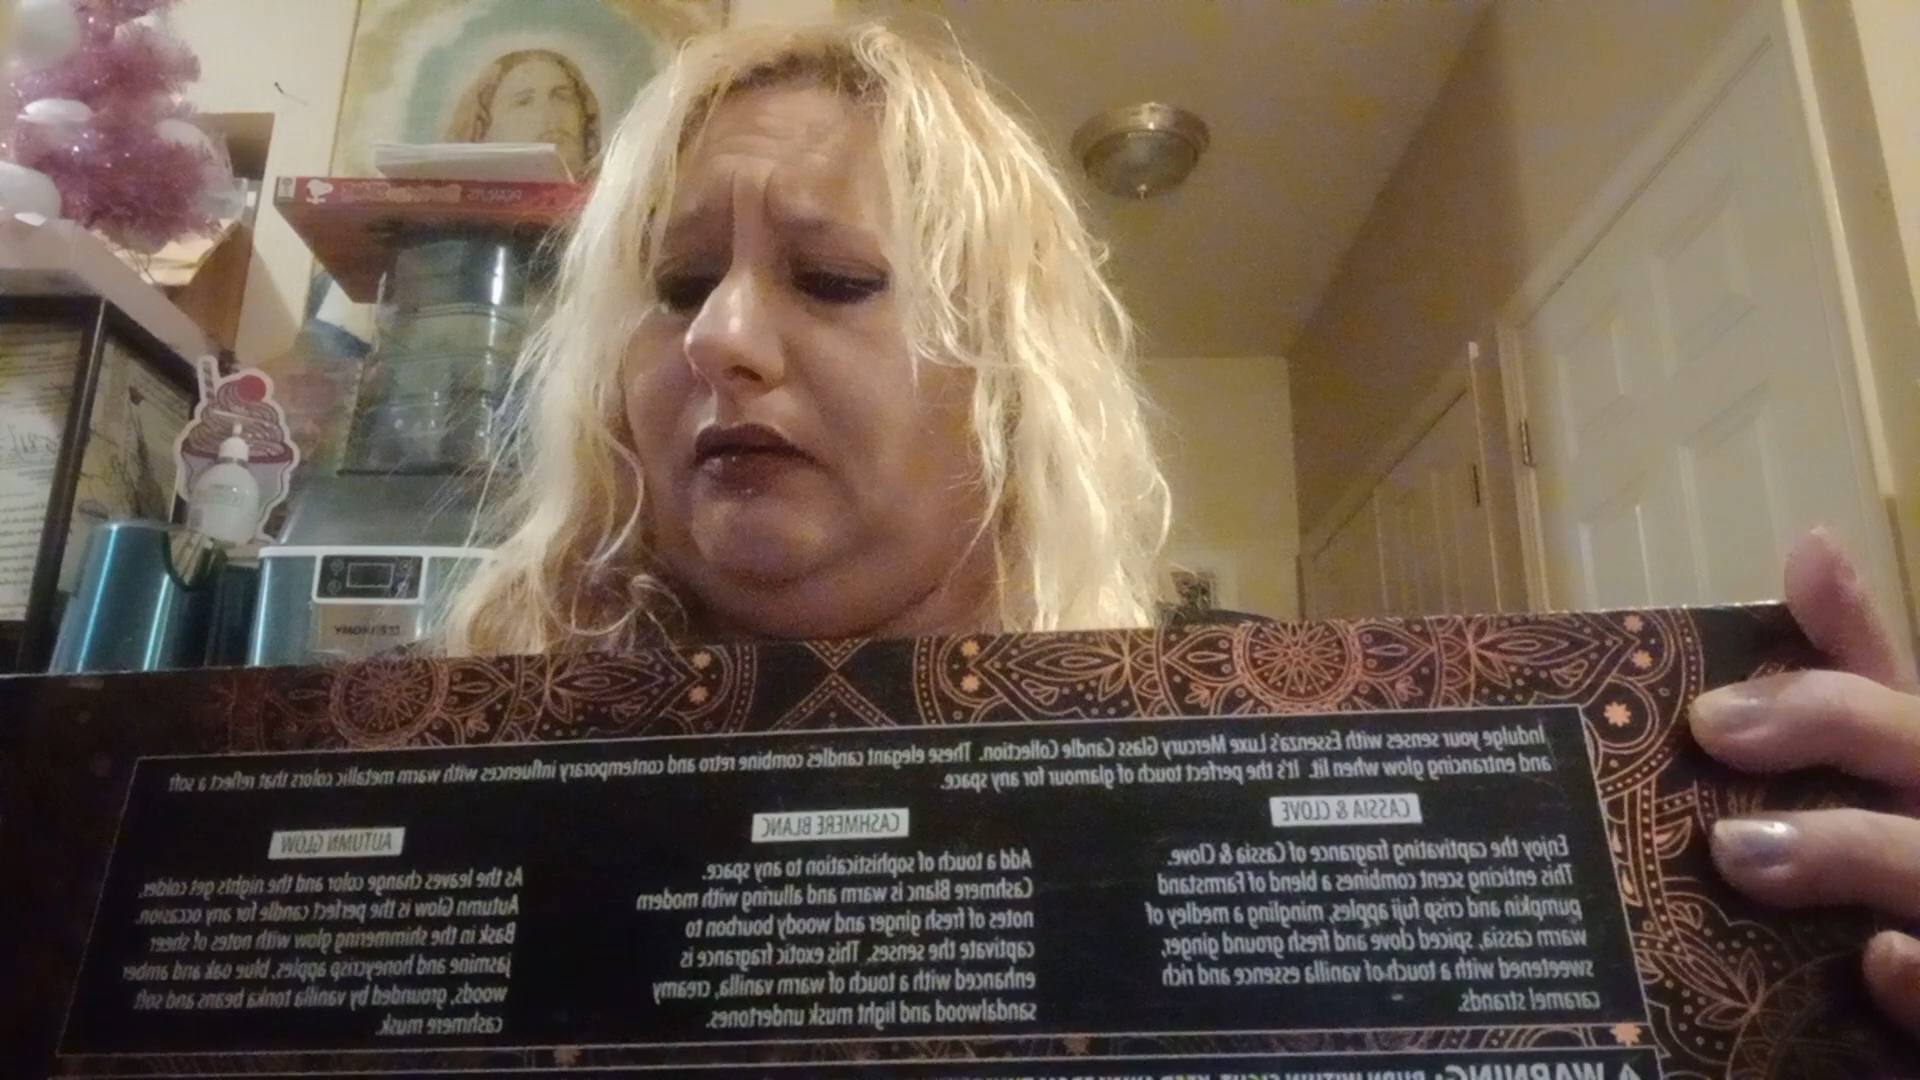 Indulge your senses with Essenza's Luxe Mercury Glass Candle Collection. These elegant candles combine retro and contemporary influences with warm metallic colors that reflect a soft
and entrancing glow when lit. It's the perfect touch of glamour for any space.
CASSIA & CLOVE
Enjoy the captivating fragrance of Cassia & Clove.
This enticing scent combines a blend of Farmstand
pumpkin and crisp fuji apples, mingling a medley of
warm cassia, spiced clove and fresh ground ginger,
sweetened with a touch of vanilla essence and rich
caramel strands.
CASHMERE BLANC
Add a touch of sophistication to any space.
Cashmere Blanc is warm and alluring with modern
notes of fresh ginger and woody bourbon to
captivate the senses. This exotic fragrance is
enhanced with a touch of warm vanilla, creamy
sandalwood and light musk undertones.
AUTUMN GLOW
As the leaves change color and the nights get colder,
Autumn Glow is the perfect candle for any occasion.
Bask in the shimmering glow with notes of sheer
jasmine and honeycrisp apples, blue oak and amber
woods, grounded by vanilla tonka beans and soft
cashmere musk.
WARNING: BURN WITHIN SIGHT.